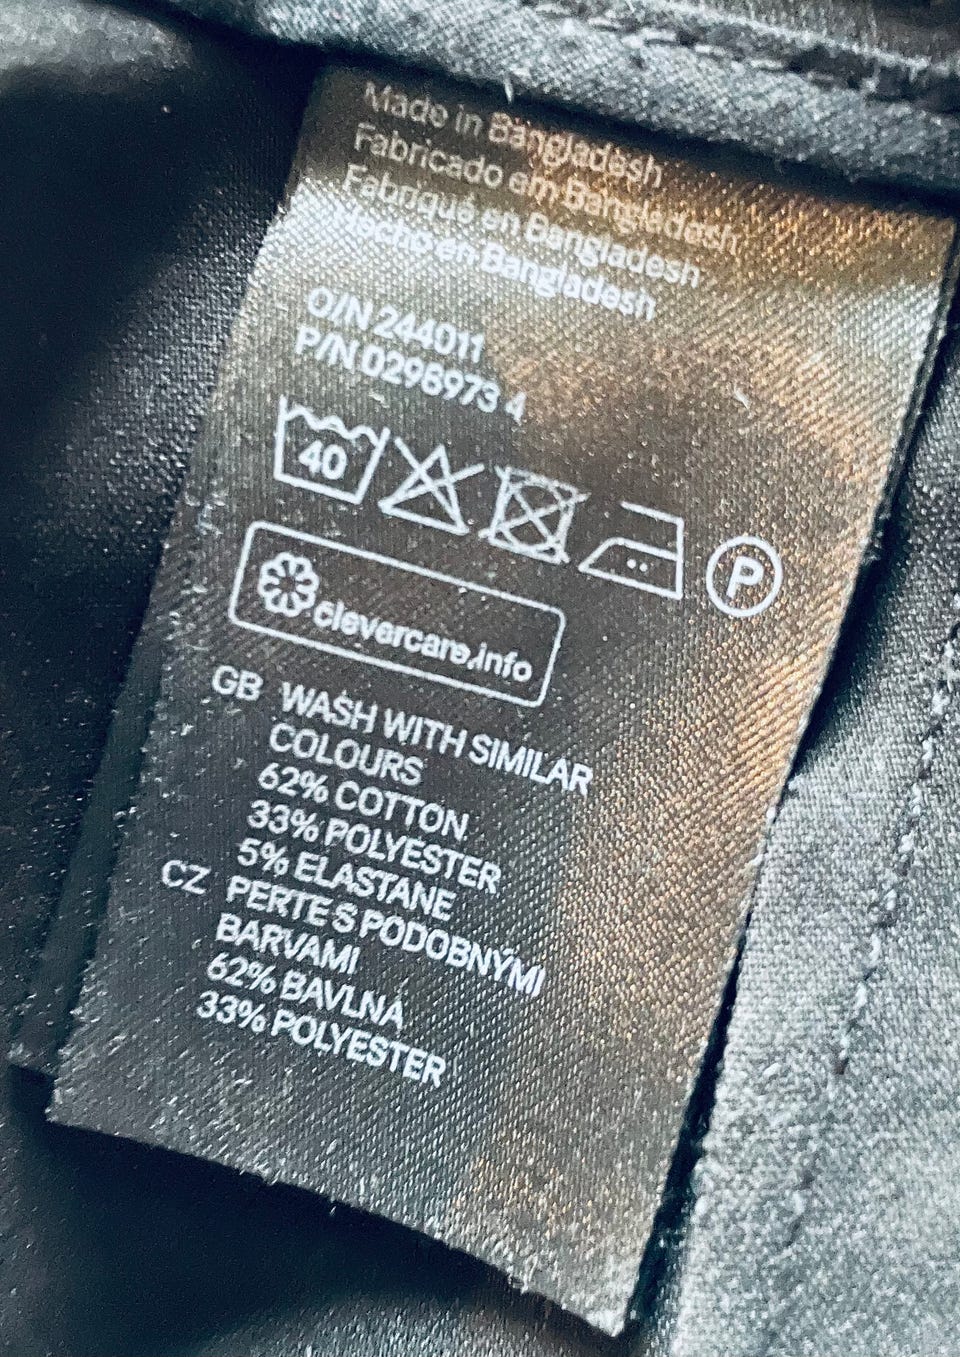 Made in Bangladesh
Fabricado em Bangladesh
Fabriqué en Bangladesh
Hecho en Bangladesh
O/N 244011
P/N 0296973 4
40
P
clevercare.info
GB WASH WITH SIMILAR
COLOURS
62% COTTON
33% POLYESTER
5% ELASTANE
CZ PERTE S PODOBNÝMI
BARVAMI
62% BAVLNA
33% POLYESTER